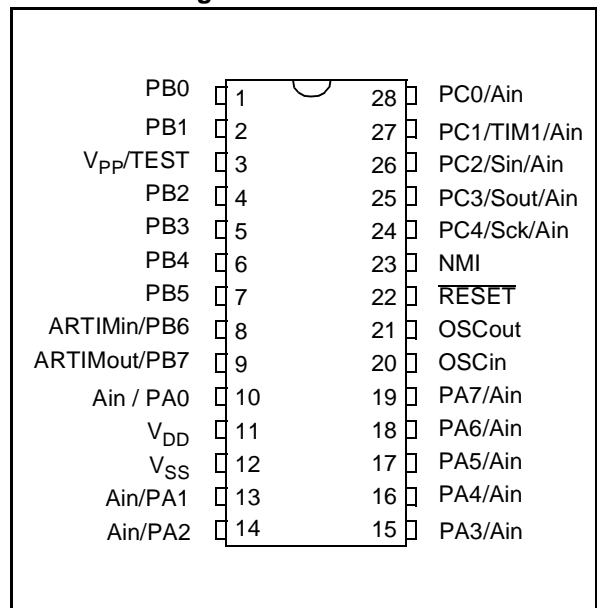 PB0 1 28 PC0/Ain
PB1 2 27 PC1/TIM1/Ain
VPP/TEST 3 26 PC2/Sin/Ain
PB2 4 25 PC3/Sout/Ain
PB3 5 24 PC4/Sck/Ain
PB4 6 23 NMI
PB5 7 22 RESET
ARTIMin/PB6 8 21 OSCout
ARTIMout/PB7 9 20 OSCin
Ain / PA0 10 19 PA7/Ain
VDD 11 18 PA6/Ain
VSS 12 17 PA5/Ain
Ain/PA1 13 16 PA4/Ain
Ain/PA2 14 15 PA3/Ain